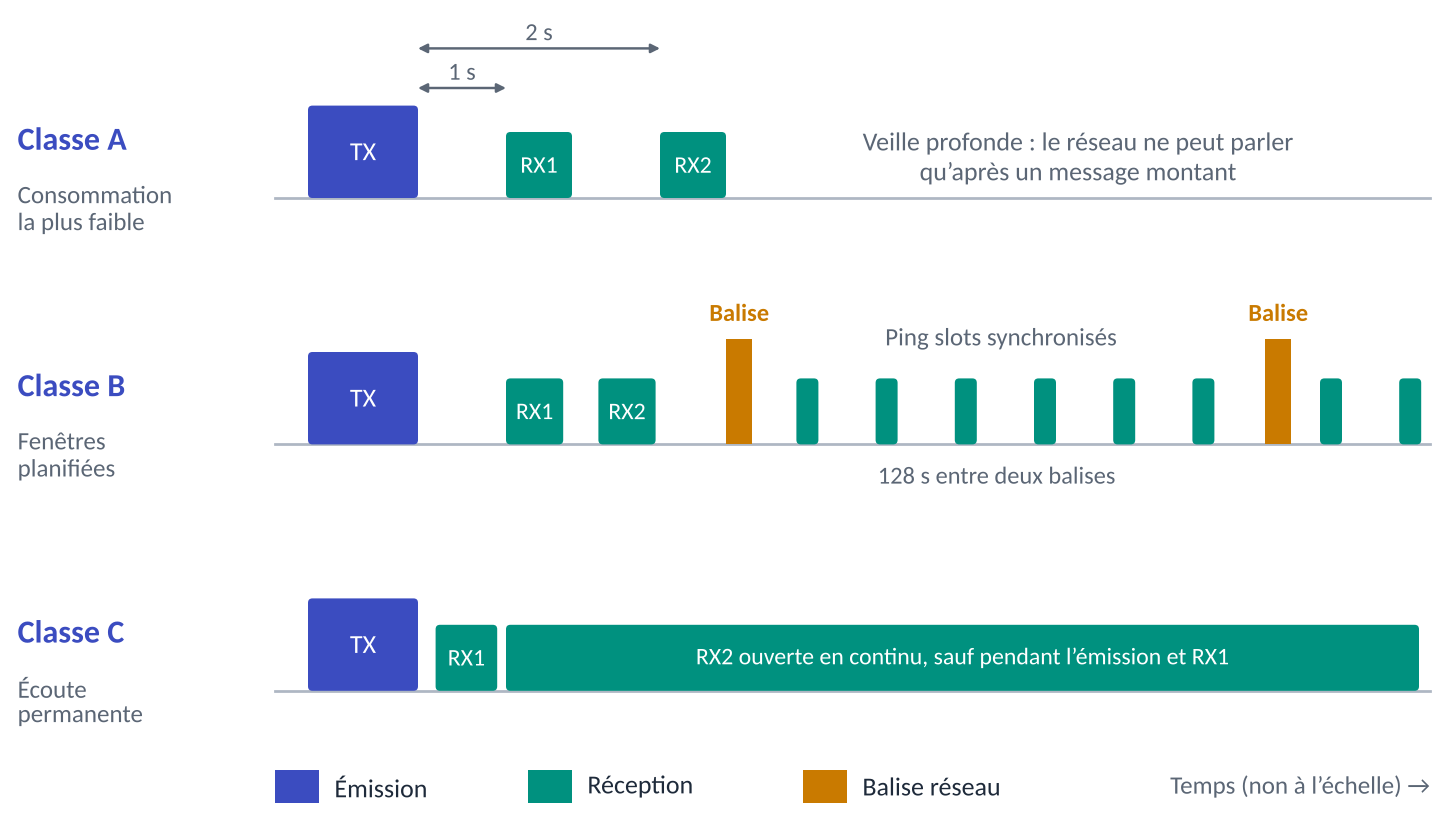 2 s
1 s
Classe A
Consommation
la plus faible
TX
RX1
RX2
Veille profonde : le réseau ne peut parler
qu’après un message montant
Classe B
Fenêtres
planifiées
TX
RX1
RX2
Balise
Ping slots synchronisés
Balise
128 s entre deux balises
Classe C
Écoute
permanente
TX
RX1
RX2 ouverte en continu, sauf pendant l’émission et RX1
Émission
Réception
Balise réseau
Temps (non à l’échelle) →